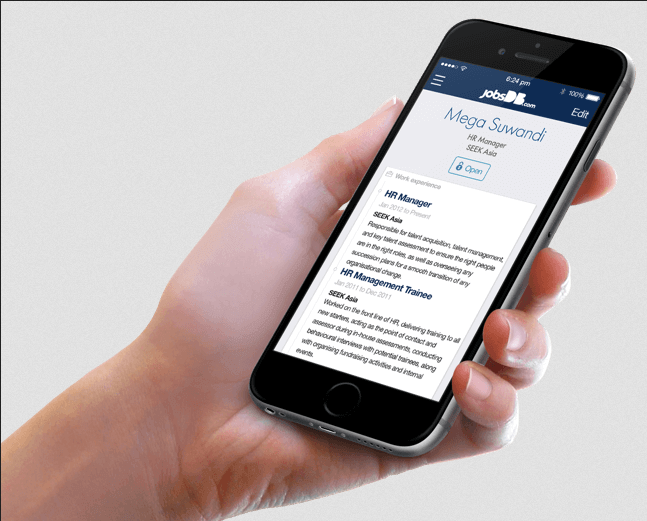 6:24 pm
100%
jobsDB.com
Edit
Mega Suwandi
HR Manager
SEEK Asia
Open
Work experience
HR Manager
Jan 2012 to Present
SEEK Asia
Responsible for talent acquisition, talent management,
and key talent assessment to ensure the right people
are in the right roles, as well as overseeing any
succession plans for a smooth transition of any
organisational change.
HR Management Trainee
Jan 2011 to Dec 2011
SEEK Asia
Worked on the front line of HR, delivering training to all
new starters, acting as the point of contact and
assessor during in-house assessments, conducting
behavioural interviews with potential trainees, along
with organising fundraising activities and internal
events.